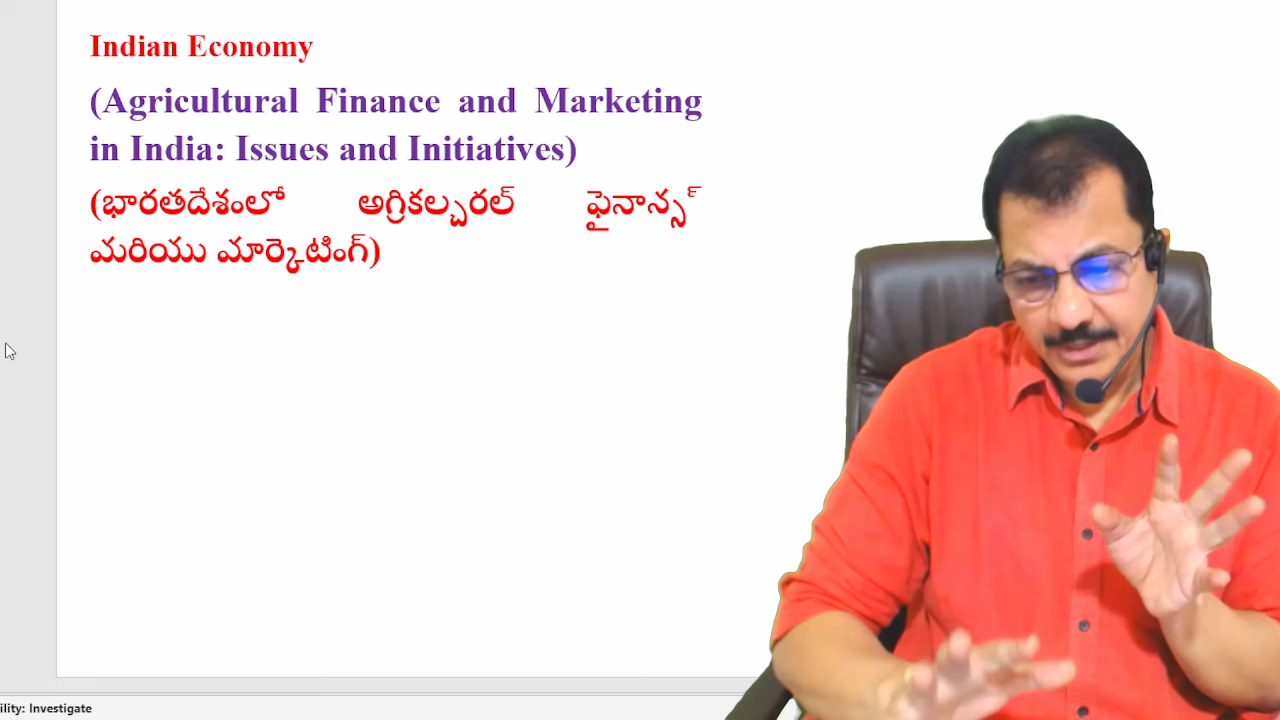 Indian Economy
(Agricultural Finance and Marketing
in India: Issues and Initiatives)
(భారతదేశంలో అగ్రికల్చరల్ ఫైనాన్స్
మరియు మార్కెటింగ్)
ility: Investigate